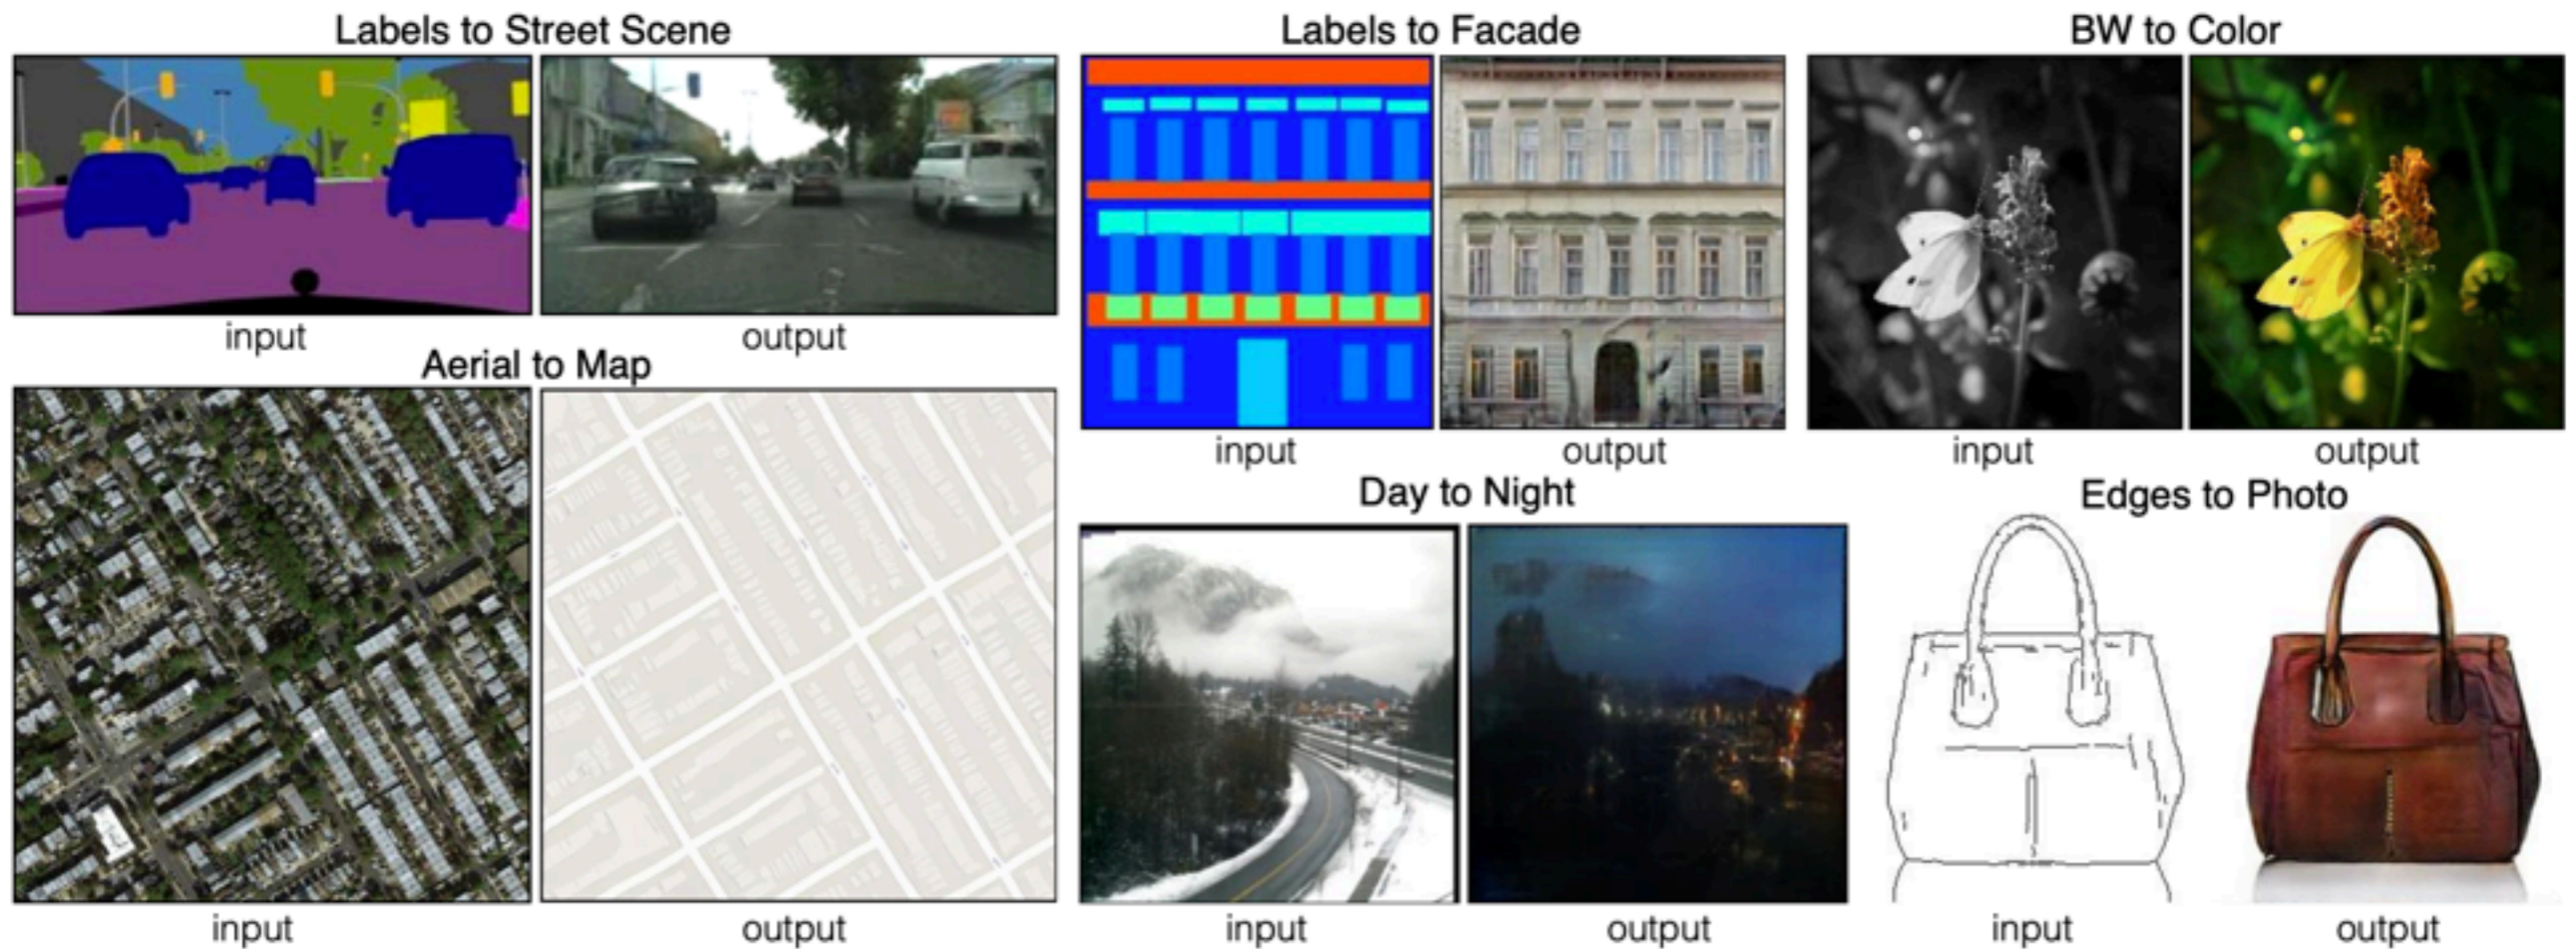 Labels to Street Scene
input
output
Aerial to Map
input
output
Labels to Facade
input
output
BW to Color
input
output
Day to Night
input
output
Edges to Photo
input
output